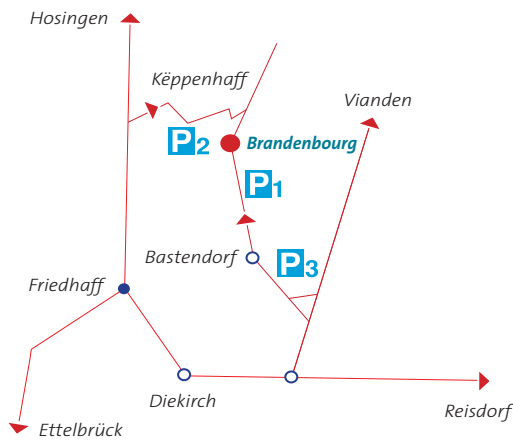 Hosingen
Këppenhaff
Vianden
P2
Brandenbourg
P1
Bastendorf
P3
Friedhaff
Diekirch
Reisdorf
Ettelbrück